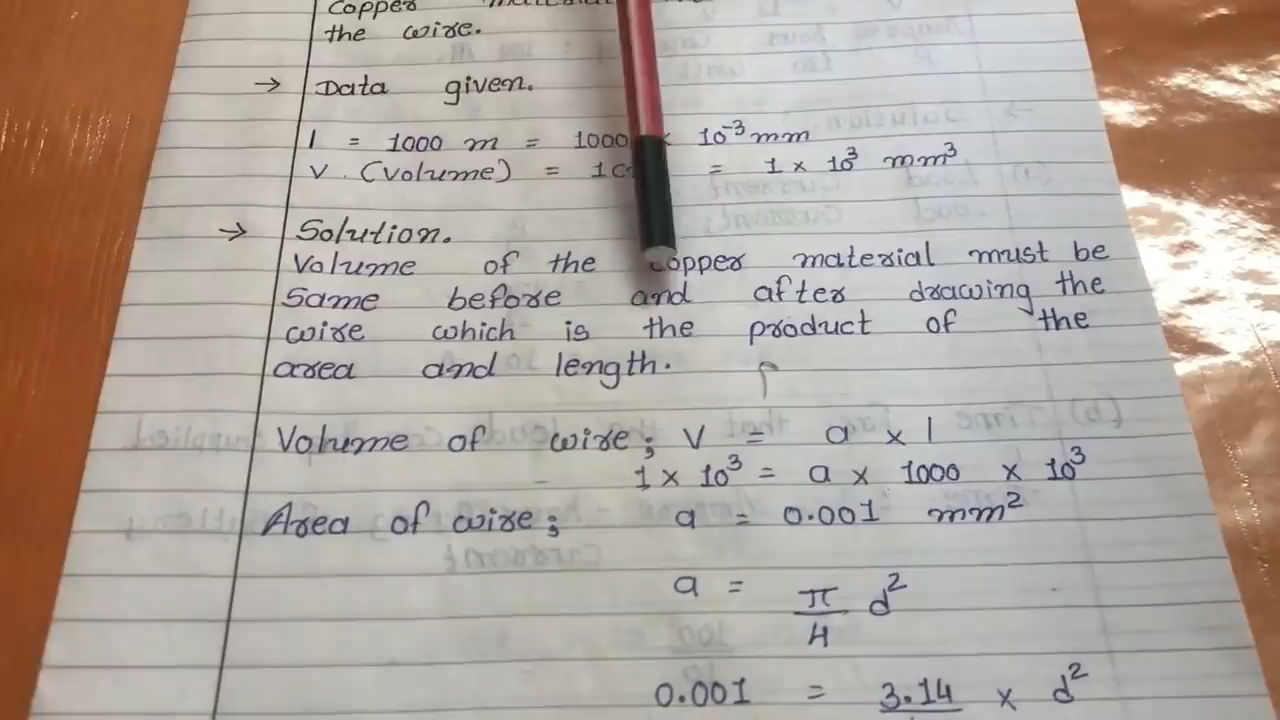 Copper
the wire.
→ Data given.
l = 1000 m = 1000 × 10⁻³ mm
V. (Volume) = 1 c = 1 × 10³ mm³
→ Solution.
Volume of the copper material must be
same before and after drawing the
wire which is the product of the
area and length.
Volume of wire; V = a × l
1 × 10³ = a × 1000 × 10³
Area of wire; a = 0.001 mm²
a = π/4 d²
0.001 = 3.14 × d²